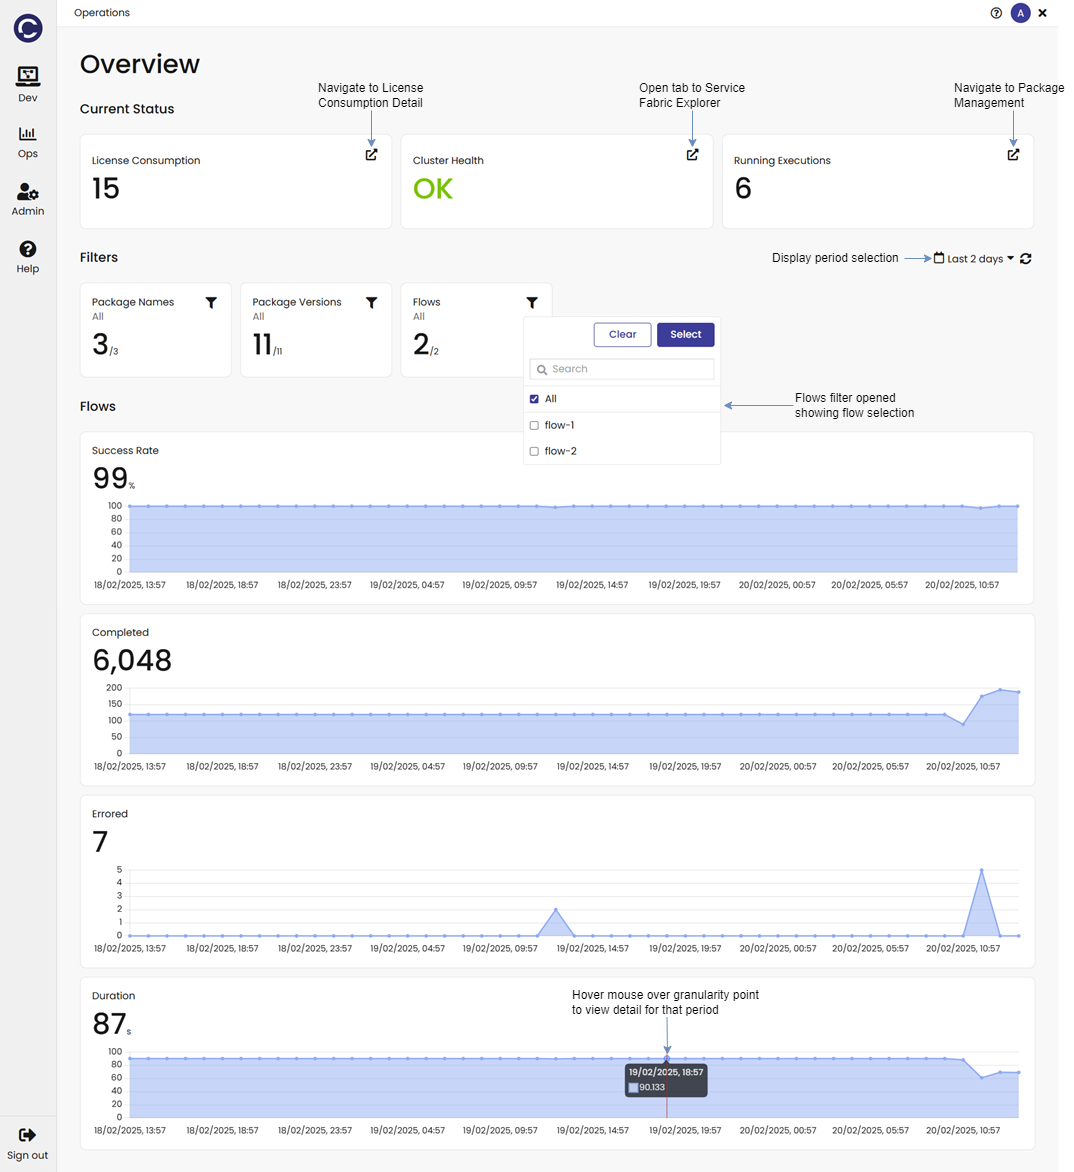 Operations
A
Overview
Dev
Ops
Admin
Help
Sign out
Current Status
Navigate to License
Consumption Detail
Open tab to Service
Fabric Explorer
Navigate to Package
Management
License Consumption
15
Cluster Health
OK
Running Executions
6
Filters
Display period selection
Last 2 days
Package Names
All
3/3
Package Versions
All
11/11
Flows
All
2/2
Clear
Select
Search
All
flow-1
flow-2
Flows filter opened
showing flow selection
Flows
Success Rate
99%
100
80
60
40
20
0
18/02/2025, 13:57 18/02/2025, 18:57 18/02/2025, 23:57 19/02/2025, 04:57 19/02/2025, 09:57 19/02/2025, 14:57 19/02/2025, 19:57 20/02/2025, 00:57 20/02/2025, 05:57 20/02/2025, 10:57
Completed
6,048
200
150
100
50
0
18/02/2025, 13:57 18/02/2025, 18:57 18/02/2025, 23:57 19/02/2025, 04:57 19/02/2025, 09:57 19/02/2025, 14:57 19/02/2025, 19:57 20/02/2025, 00:57 20/02/2025, 05:57 20/02/2025, 10:57
Errored
7
5
4
3
2
1
0
18/02/2025, 13:57 18/02/2025, 18:57 18/02/2025, 23:57 19/02/2025, 04:57 19/02/2025, 09:57 19/02/2025, 14:57 19/02/2025, 19:57 20/02/2025, 00:57 20/02/2025, 05:57 20/02/2025, 10:57
Duration
87s
Hover mouse over granularity point
to view detail for that period
100
80
60
40
20
0
19/02/2025, 18:57
90.133
18/02/2025, 13:57 18/02/2025, 18:57 18/02/2025, 23:57 19/02/2025, 04:57 19/02/2025, 09:57 19/02/2025, 14:57 19/02/2025, 19:57 20/02/2025, 00:57 20/02/2025, 05:57 20/02/2025, 10:57